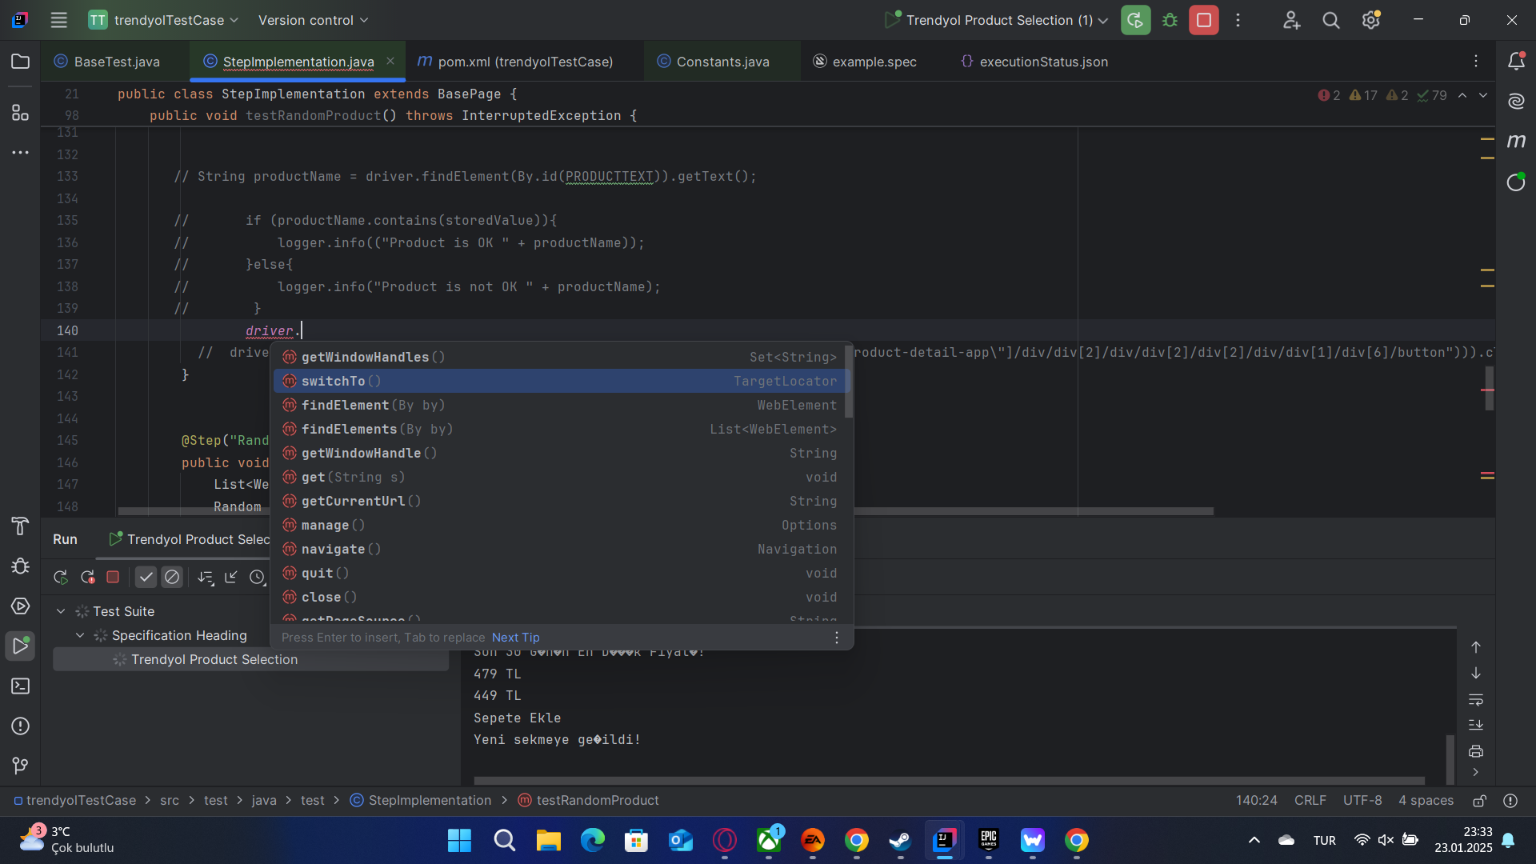 TT trendyolTestCase
Version control
Trendyol Product Selection (1)
BaseTest.java
StepImplementation.java
pom.xml (trendyolTestCase)
Constants.java
example.spec
executionStatus.json
21 public class StepImplementation extends BasePage {
2 17 2 79
98 public void testRandomProduct() throws InterruptedException {
131
132
133 // String productName = driver.findElement(By.id(PRODUCTTEXT)).getText();
134
135 // if (productName.contains(storedValue)){
136 // logger.info(("Product is OK " + productName));
137 // }else{
138 // logger.info("Product is not OK " + productName);
139 // }
140 driver.
141 // drive roduct-detail-app\"]/div/div[2]/div/div[2]/div[2]/div/div[1]/div[6]/button"))).c
142 }
143
144
145 @Step("Rand
146 public void
147 List<We
148 Random
getWindowHandles() Set<String>
switchTo() TargetLocator
findElement(By by) WebElement
findElements(By by) List<WebElement>
getWindowHandle() String
get(String s) void
getCurrentUrl() String
manage() Options
navigate() Navigation
quit() void
close() void
getPageSource() String
Press Enter to insert, Tab to replace Next Tip
Run
Trendyol Product Selec
Test Suite
Specification Heading
Trendyol Product Selection
Son 30 G�n�n En D���k Fiyat�!
479 TL
449 TL
Sepete Ekle
Yeni sekmeye ge�ildi!
trendyolTestCase > src > test > java > test > StepImplementation > testRandomProduct
140:24 CRLF UTF-8 4 spaces
3
3°C
Çok bulutlu
1
EPIC GAMES
TUR
23:33
23.01.2025